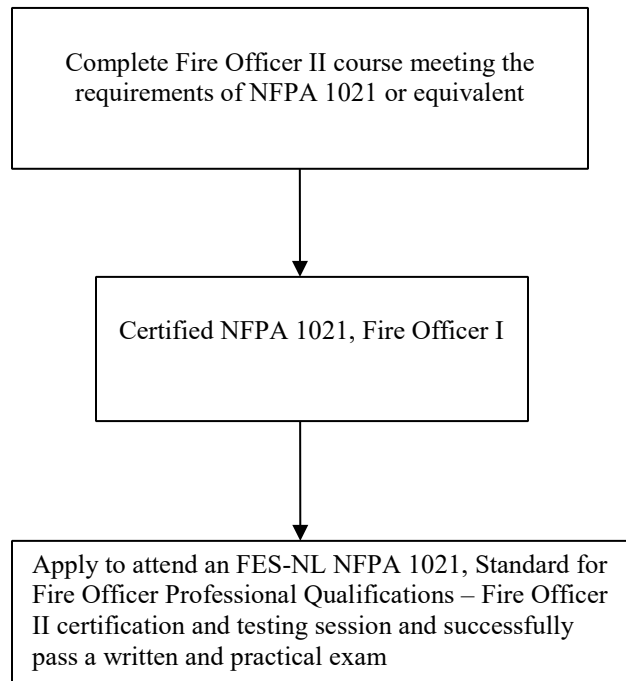 Complete Fire Officer II course meeting the
requirements of NFPA 1021 or equivalent
Certified NFPA 1021, Fire Officer I
Apply to attend an FES-NL NFPA 1021, Standard for
Fire Officer Professional Qualifications – Fire Officer
II certification and testing session and successfully
pass a written and practical exam